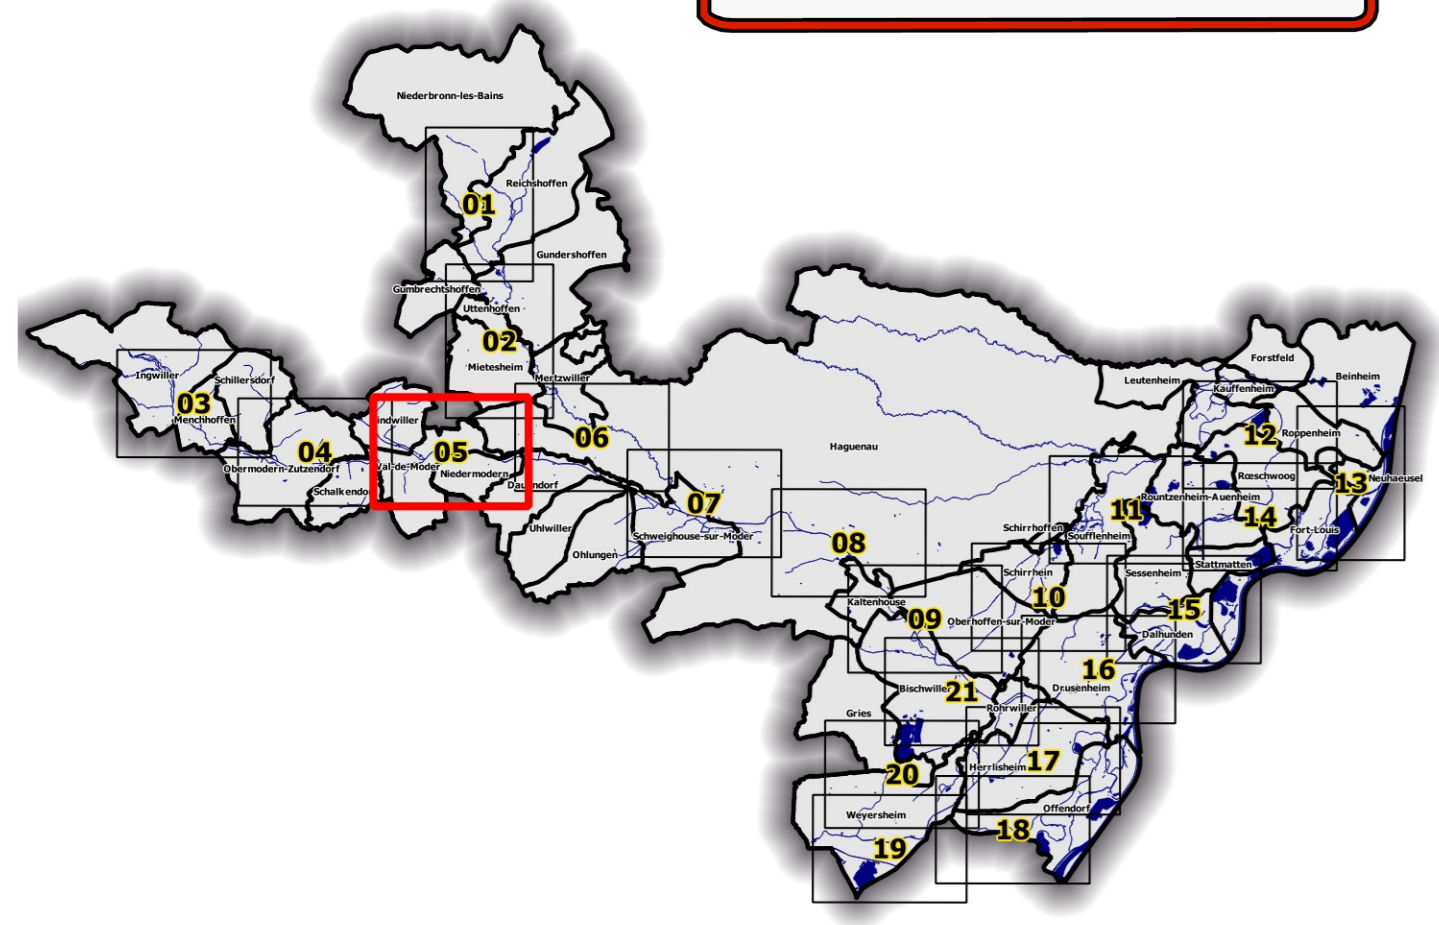 Niederbronn-les-Bains
Reichshoffen
01
Gundershoffen
Gumbrechtshoffen
Uttenhoffen
02
Mietesheim
Mertzwiller
Ingwiller
Schillersdorf
03
Menchhoffen
04
Obermodern-Zutzendorf
Schalkendo
indwiller
05
Val-de-Moder
Niedermodern
Dauendorf
06
Uhlwiller
Ohlungen
07
Schweighouse-sur-Moder
Haguenau
08
Kaltenhouse
09
Oberhoffen-sur-Moder
Leutenheim
Forstfeld
Beinheim
Kauffenheim
12
Roppenheim
Rœschwoog
13
Neuhaeusel
Rountzenheim-Auenheim
11
14
Fort-Louis
Schirrhoffen
Soufflenheim
Stattmatten
Schirrhein
10
Sessenheim
15
Dalhunden
16
Drusenheim
Bischwiller
21
Rohrwiller
Gries
17
Herrlisheim
20
Offendorf
18
Weyersheim
19